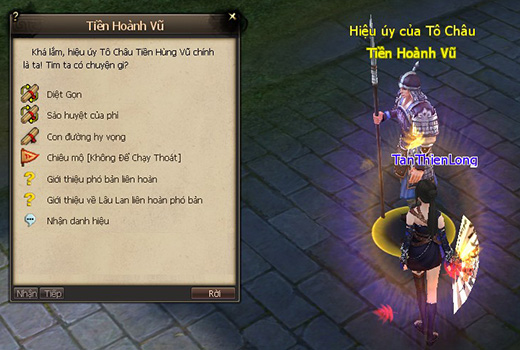 ?
Tiền Hoành Vũ
Khá lắm, hiệu úy Tô Châu Tiền Hùng Vũ chính
là ta! Tìm ta có chuyện gì?
Diệt Gọn
Sào huyệt của phỉ
Con đường hy vọng
Chiêu mộ [Không Để Chạy Thoát]
Giới thiệu phó bản liên hoàn
Giới thiệu về Lâu Lan liên hoàn phó bản
Nhận danh hiệu
Nhận Tiếp Rời
Hiệu úy của Tô Châu
Tiền Hoành Vũ
TanThienLong